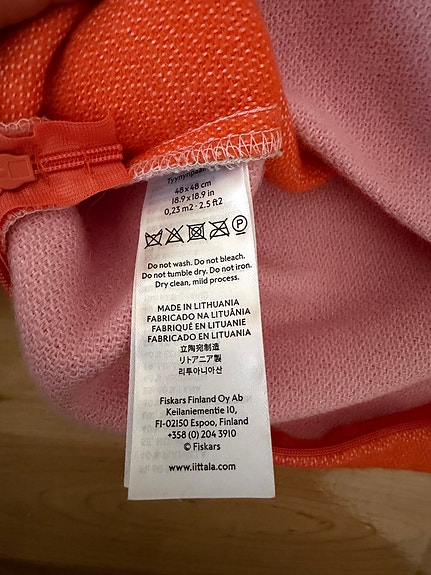 Tyynynpäällinen
48 x 48 cm
18.9 x 18.9 in
0,23 m2 · 2.5 ft2
P
Do not wash. Do not bleach.
Do not tumble dry. Do not iron.
Dry clean, mild process.
MADE IN LITHUANIA
FABRICADO NA LITUÂNIA
FABRIQUÉ EN LITUANIE
FABRICADO EN LITUANIA
立陶宛制造
リトアニア製
리투아니아산
Fiskars Finland Oy Ab
Keilaniementie 10,
FI-02150 Espoo, Finland
+358 (0) 204 3910
© Fiskars
www.iittala.com